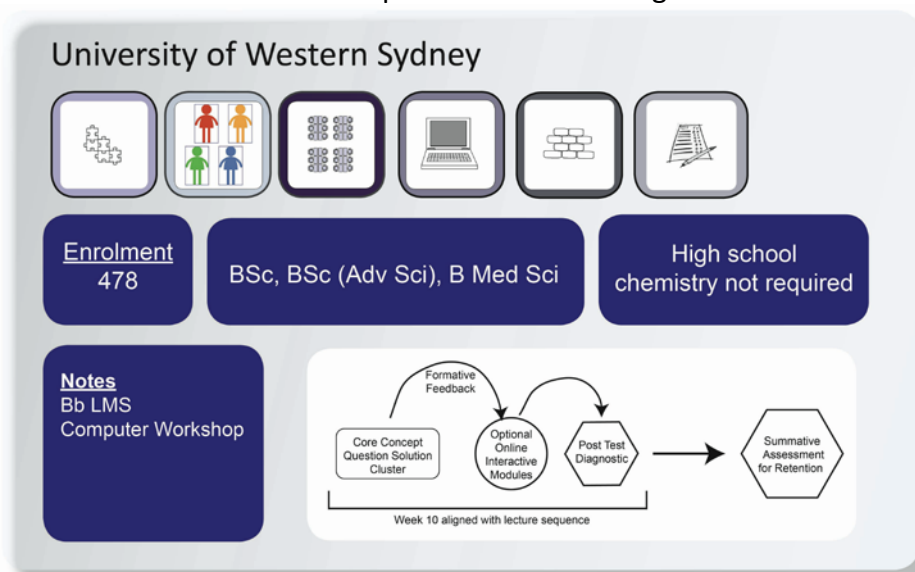 University of Western Sydney
Enrolment
478
BSc, BSc (Adv Sci), B Med Sci
High school
chemistry not required
Notes
Bb LMS
Computer Workshop
Formative
Feedback
Core Concept
Question Solution
Cluster
Optional
Online
Interactive
Modules
Post Test
Diagnostic
Summative
Assessment
for Retention
Week 10 aligned with lecture sequence